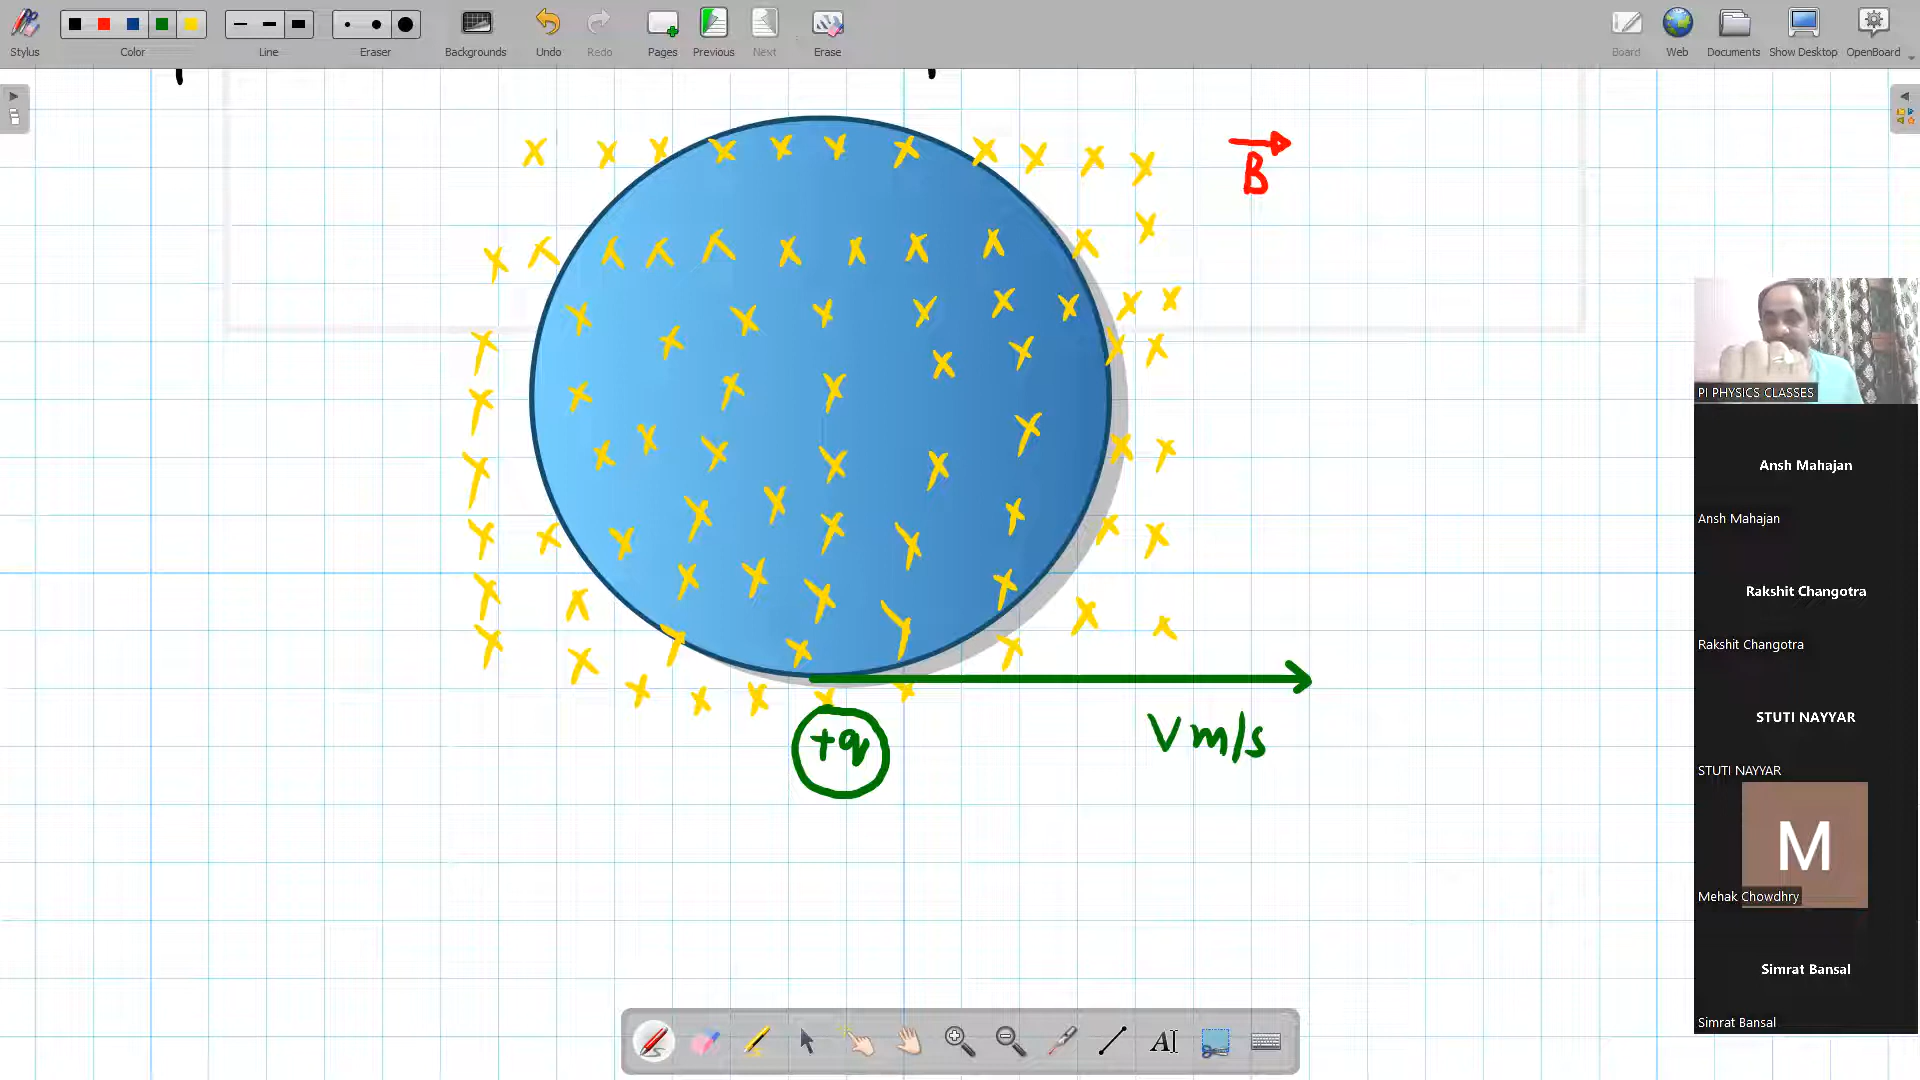 Stylus
Color
Line
Eraser
Backgrounds
Undo
Redo
Pages
Previous
Next
Erase
Board
Web
Documents
Show Desktop
OpenBoard
B
+q
V m/s
PI PHYSICS CLASSES
Ansh Mahajan
Ansh Mahajan
Rakshit Changotra
Rakshit Changotra
STUTI NAYYAR
STUTI NAYYAR
M
Mehak Chowdhry
Simrat Bansal
Simrat Bansal